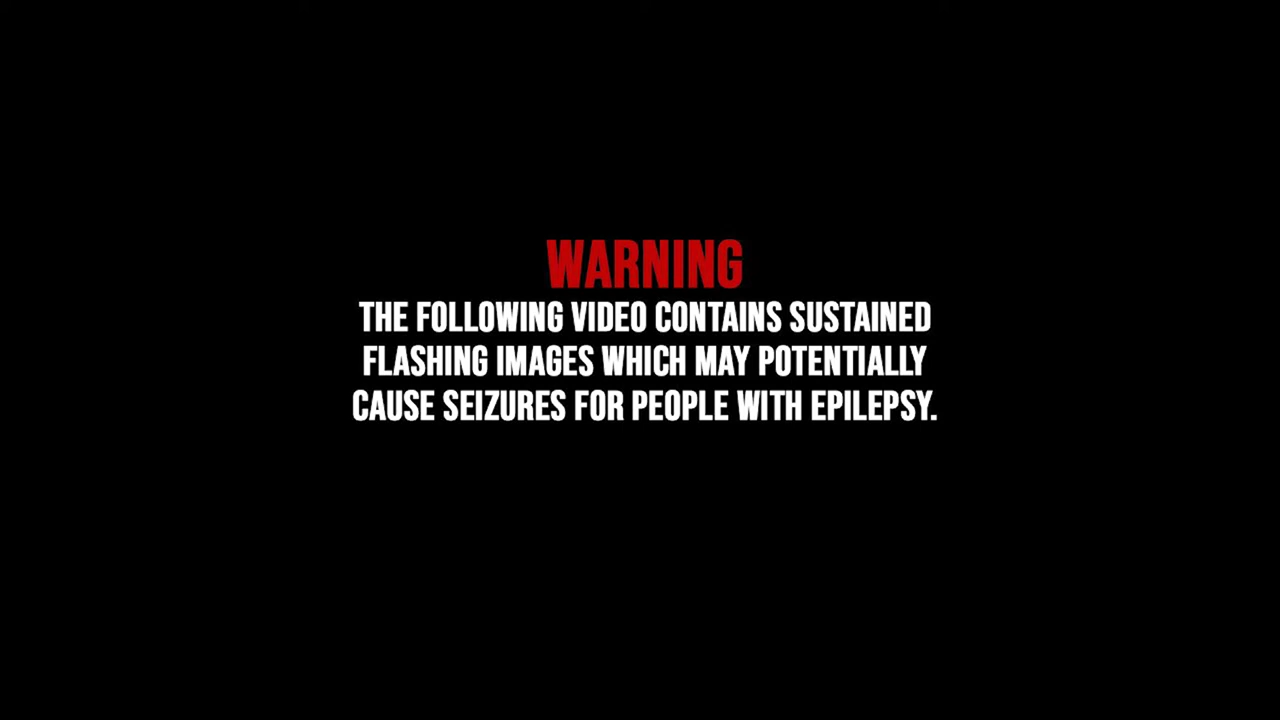 WARNING
THE FOLLOWING VIDEO CONTAINS SUSTAINED
FLASHING IMAGES WHICH MAY POTENTIALLY
CAUSE SEIZURES FOR PEOPLE WITH EPILEPSY.